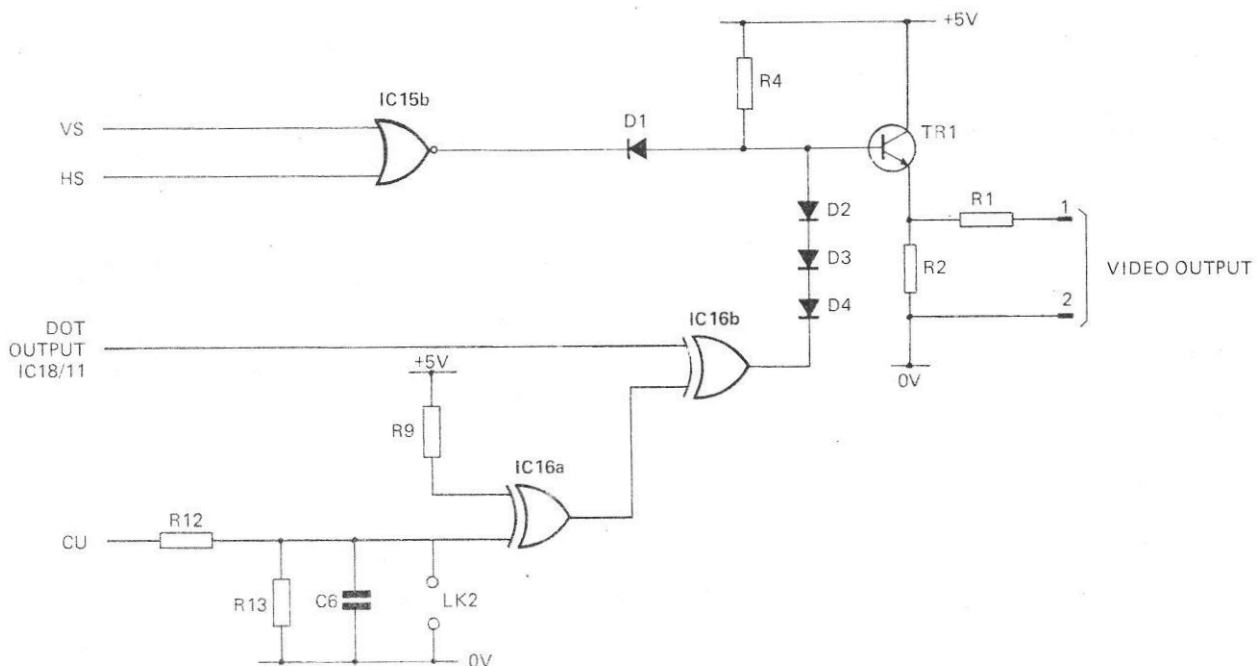 +5V
R4
IC15b
VS
D1
TR1
HS
R1
1
D2
D3
R2
VIDEO OUTPUT
D4
2
IC16b
DOT
OUTPUT
IC18/11
+5V
0V
R9
IC16a
R12
CU
R13
C6
LK2
0V